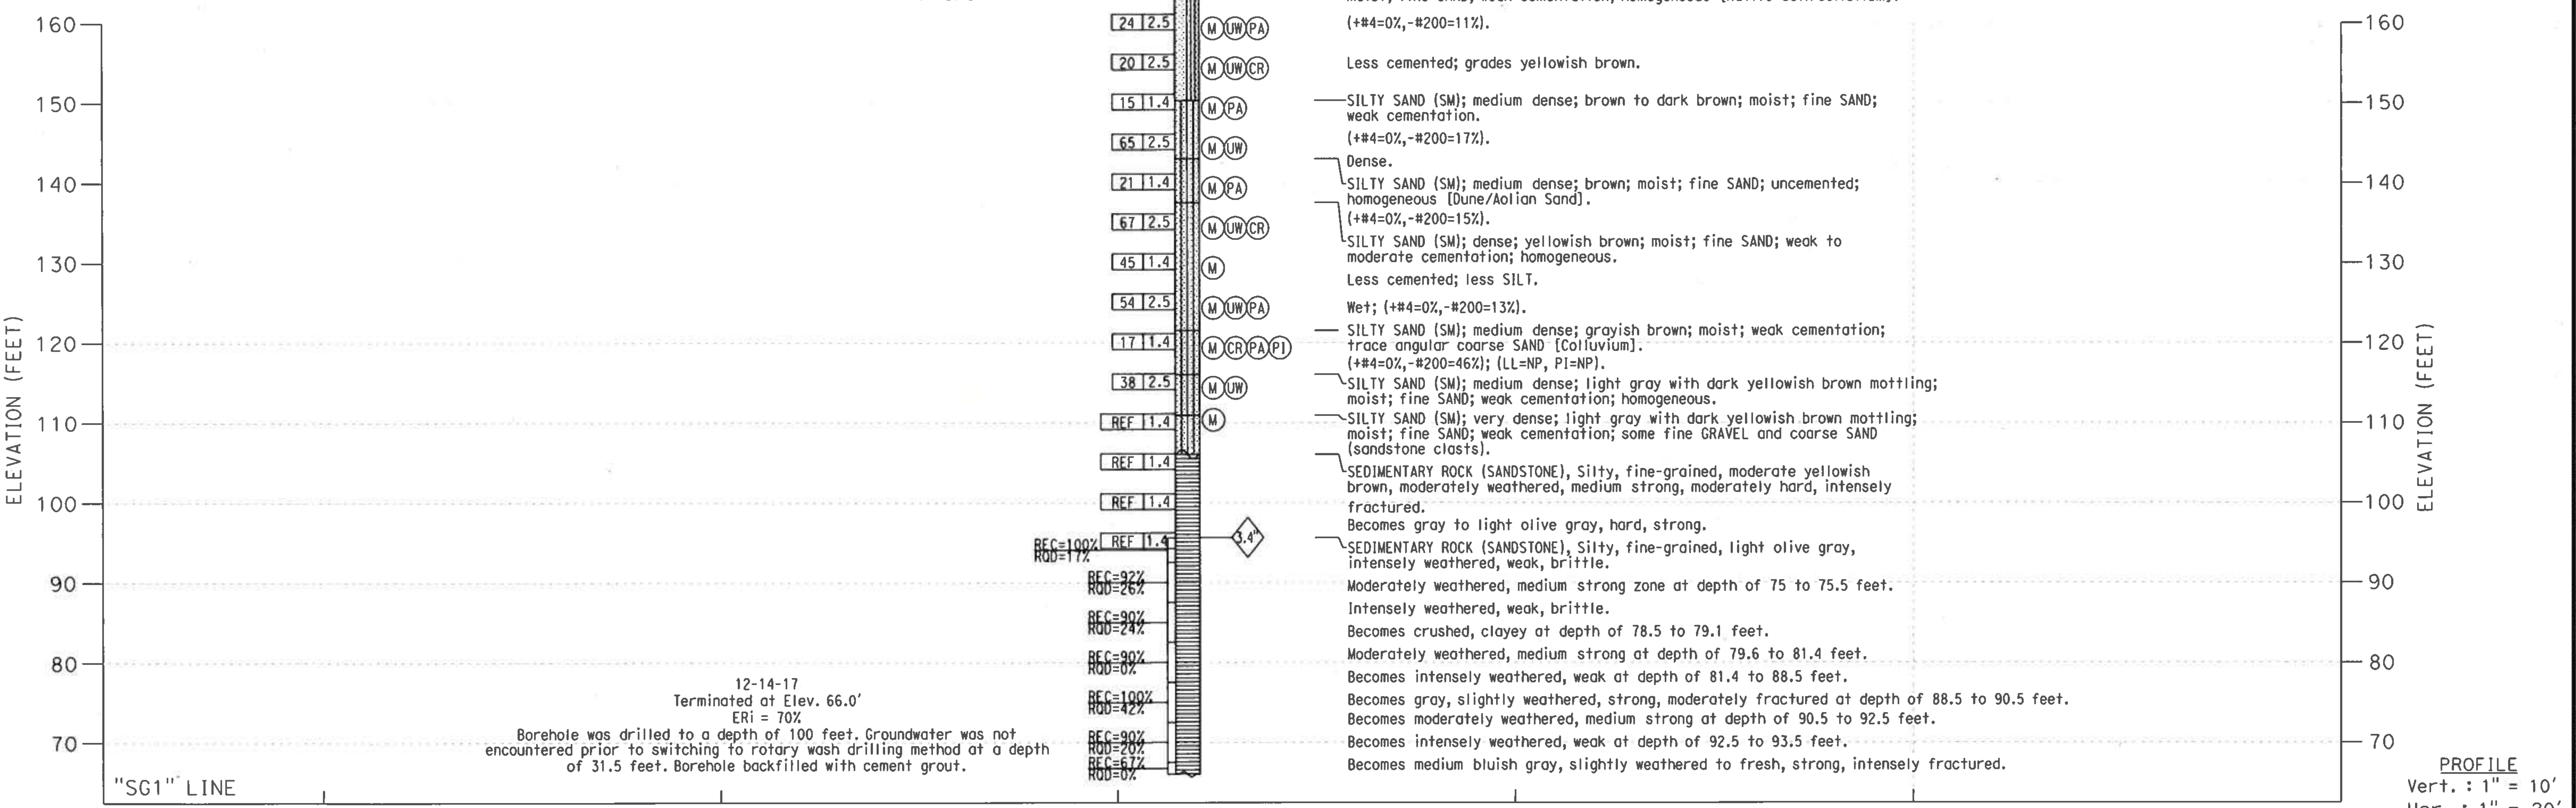 160
24 2.5
M UW PA
(+#4=0%,-#200=11%).
160
20 2.5
M UW CR
Less cemented; grades yellowish brown.
150
15 1.4
M PA
SILTY SAND (SM); medium dense; brown to dark brown; moist; fine SAND;
weak cementation.
150
(+#4=0%,-#200=17%).
65 2.5
M UW
Dense.
140
21 1.4
M PA
SILTY SAND (SM); medium dense; brown; moist; fine SAND; uncemented;
homogeneous [Dune/Aolian Sand].
140
(+#4=0%,-#200=15%).
67 2.5
M UW CR
SILTY SAND (SM); dense; yellowish brown; moist; fine SAND; weak to
moderate cementation; homogeneous.
130
45 1.4
M
130
Less cemented; less SILT.
54 2.5
M UW PA
Wet; (+#4=0%,-#200=13%).
120
17 1.4
M CR PA PI
SILTY SAND (SM); medium dense; grayish brown; moist; weak cementation;
trace angular coarse SAND [Colluvium].
120
(+#4=0%,-#200=46%); (LL=NP, PI=NP).
38 2.5
M UW
SILTY SAND (SM); medium dense; light gray with dark yellowish brown mottling;
moist; fine SAND; weak cementation; homogeneous.
110
REF 1.4
M
SILTY SAND (SM); very dense; light gray with dark yellowish brown mottling;
moist; fine SAND; weak cementation; some fine GRAVEL and coarse SAND
(sandstone clasts).
110
REF 1.4
SEDIMENTARY ROCK (SANDSTONE), Silty, fine-grained, moderate yellowish
brown, moderately weathered, medium strong, moderately hard, intensely
fractured.
100
REF 1.4
100
Becomes gray to light olive gray, hard, strong.
REC=100%
RQD=17%
REF 1.4
3.4"
SEDIMENTARY ROCK (SANDSTONE), Silty, fine-grained, light olive gray,
intensely weathered, weak, brittle.
90
REC=92%
RQD=26%
Moderately weathered, medium strong zone at depth of 75 to 75.5 feet.
90
Intensely weathered, weak, brittle.
REC=90%
RQD=24%
Becomes crushed, clayey at depth of 78.5 to 79.1 feet.
80
REC=90%
RQD=0%
Moderately weathered, medium strong at depth of 79.6 to 81.4 feet.
80
Becomes intensely weathered, weak at depth of 81.4 to 88.5 feet.
REC=100%
RQD=42%
Becomes gray, slightly weathered, strong, moderately fractured at depth of 88.5 to 90.5 feet.
Becomes moderately weathered, medium strong at depth of 90.5 to 92.5 feet.
70
REC=90%
RQD=20%
Becomes intensely weathered, weak at depth of 92.5 to 93.5 feet.
70
REC=67%
RQD=0%
Becomes medium bluish gray, slightly weathered to fresh, strong, intensely fractured.
12-14-17
Terminated at Elev. 66.0'
ERi = 70%
Borehole was drilled to a depth of 100 feet. Groundwater was not
encountered prior to switching to rotary wash drilling method at a depth
of 31.5 feet. Borehole backfilled with cement grout.
"SG1" LINE
ELEVATION (FEET)
ELEVATION (FEET)
PROFILE
Vert. : 1" = 10'